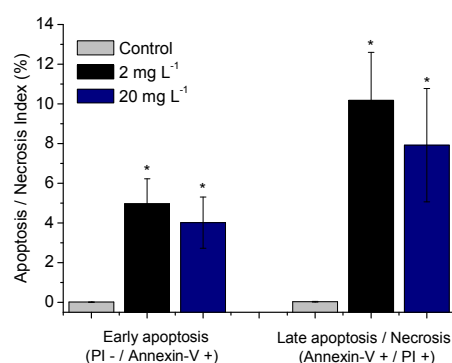 Apoptosis / Necrosis Index (%)
14
12
10
8
6
4
2
0
Control
2 mg L⁻¹
20 mg L⁻¹
* * * *
Early apoptosis
(PI - / Annexin-V +)
Late apoptosis / Necrosis
(Annexin-V + / PI +)